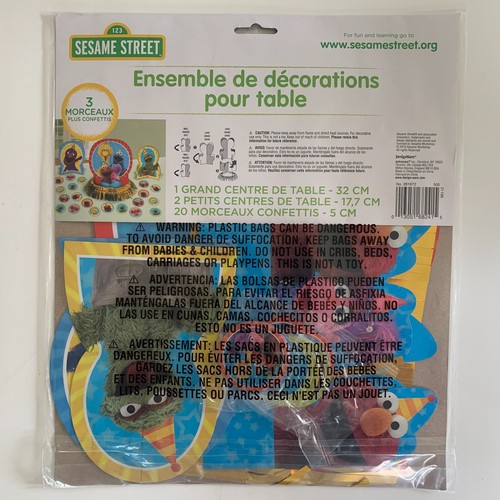 123
SESAME STREET
For fun and learning go to
www.sesamestreet.org
Ensemble de décorations
pour table
3
MORCEAUX
PLUS CONFETTIS
1 GRAND CENTRE DE TABLE - 32 CM
2 PETITS CENTRES DE TABLE - 17,7 CM
20 MORCEAUX CONFETTIS - 5 CM
WARNING: PLASTIC BAGS CAN BE DANGEROUS.
TO AVOID DANGER OF SUFFOCATION, KEEP BAGS AWAY
FROM BABIES & CHILDREN. DO NOT USE IN CRIBS, BEDS,
CARRIAGES OR PLAYPENS. THIS IS NOT A TOY.
ADVERTENCIA: LAS BOLSAS DE PLASTICO PUEDEN
SER PELIGROSAS. PARA EVITAR EL RIESGO DE ASFIXIA
MANTÉNGALAS FUERA DEL ALCANCE DE BEBÉS Y NIÑOS. NO
LAS USE EN CUNAS, CAMAS, COCHECITOS O CORRALITOS.
ESTO NO ES UN JUGUETE.
AVERTISSEMENT: LES SACS EN PLASTIQUE PEUVENT ÊTRE
DANGEREUX. POUR ÉVITER LES DANGERS DE SUFFOCATION,
GARDEZ LES SACS HORS DE LA PORTÉE DES BÉBÉS
ET DES ENFANTS. NE PAS UTILISER DANS LES COUCHETTES,
LITS, POUSSETTES OU PARCS. CECI N'EST PAS UN JOUET.